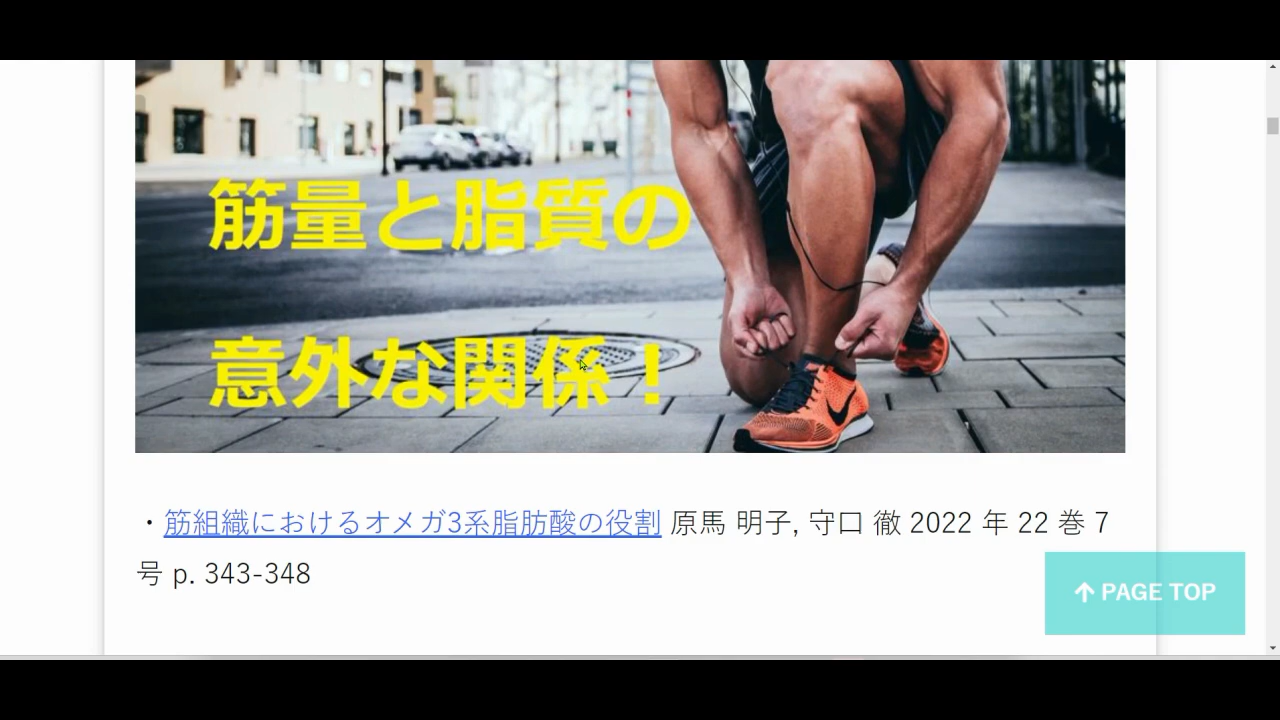 筋量と脂質の
意外な関係！
・筋組織におけるオメガ3系脂肪酸の役割 原馬 明子, 守口 徹 2022 年 22 巻 7
号 p. 343-348
↑ PAGE TOP